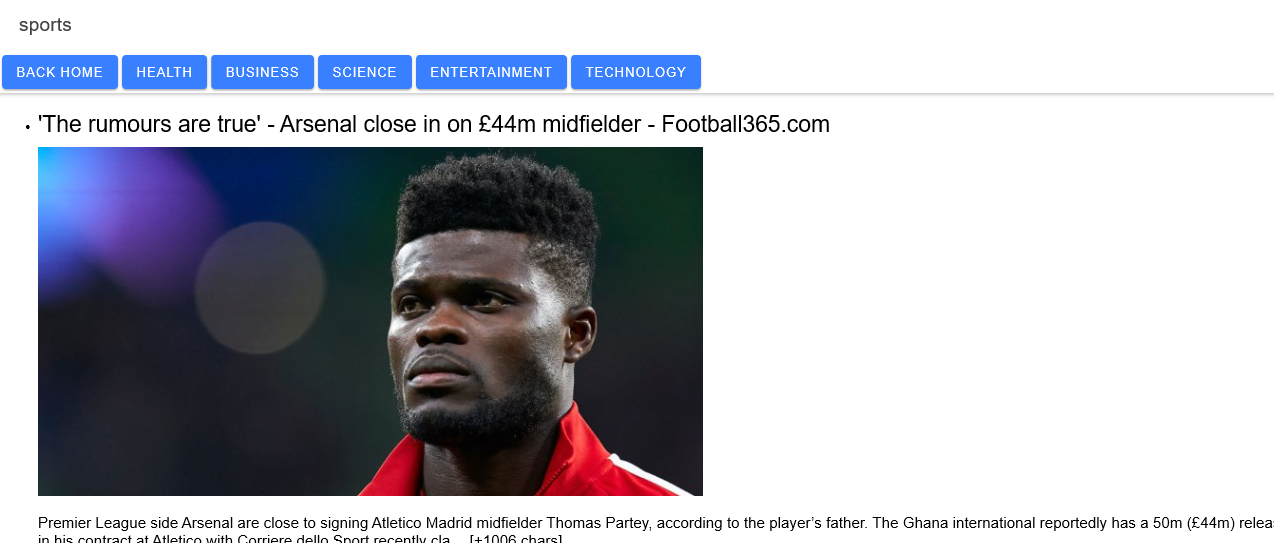 sports
BACK HOME HEALTH BUSINESS SCIENCE ENTERTAINMENT TECHNOLOGY
• 'The rumours are true' - Arsenal close in on £44m midfielder - Football365.com
Premier League side Arsenal are close to signing Atletico Madrid midfielder Thomas Partey, according to the player’s father. The Ghana international reportedly has a 50m (£44m)
in his contract at Atletico with Corriere dello Sport recently cla… [+1006 chars]